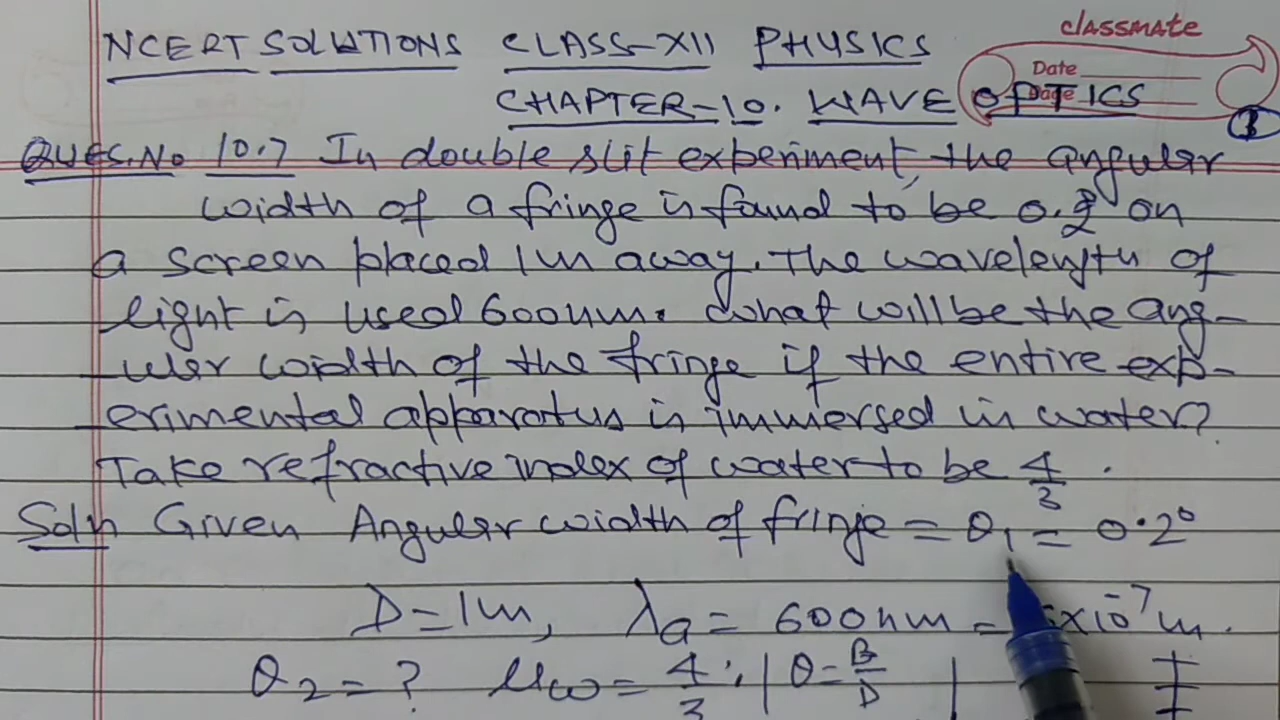 classmate
NCERT SOLUTIONS CLASS-XII PHYSICS
Date
CHAPTER-10. WAVE OPTICS
Page
QUES.No 10.7 In double slit experiment, the angular
width of a fringe is found to be 0.2 on
a screen placed 1m away. The wavelength of
light is used 600nm. what will be the ang-
uler width of the fringe if the entire exp-
erimental apparatus is immersed in water?
Take refractive index of water to be 4/3.
Soln Given Angular width of fringe = θ₁ = 0.2°
D=1m, λa = 600nm = 6x10⁻⁷m.
θ₂ = ? μω = 4/3; | θ=B/D |